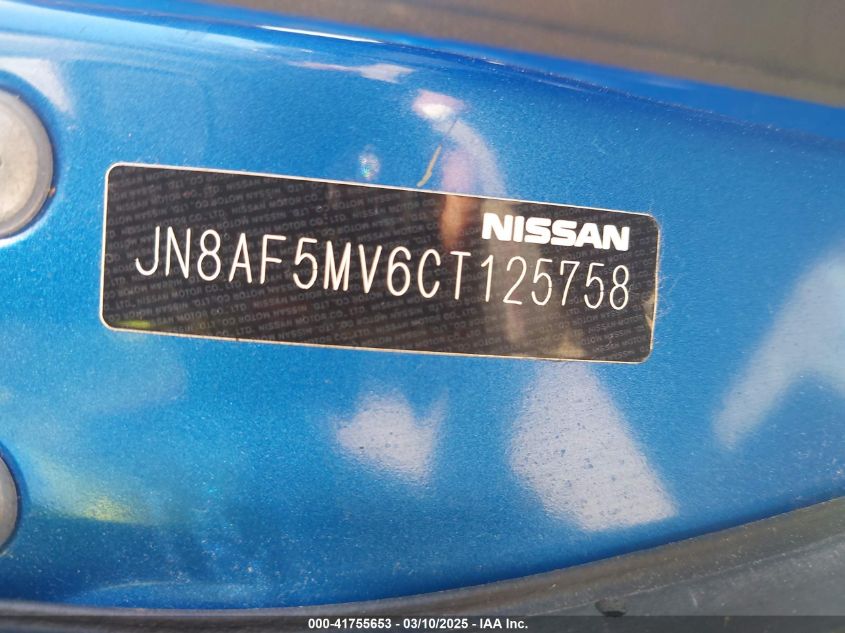 NISSAN
JN8AF5MV6CT125758
000-41755653 - 03/10/2025 - IAA Inc.